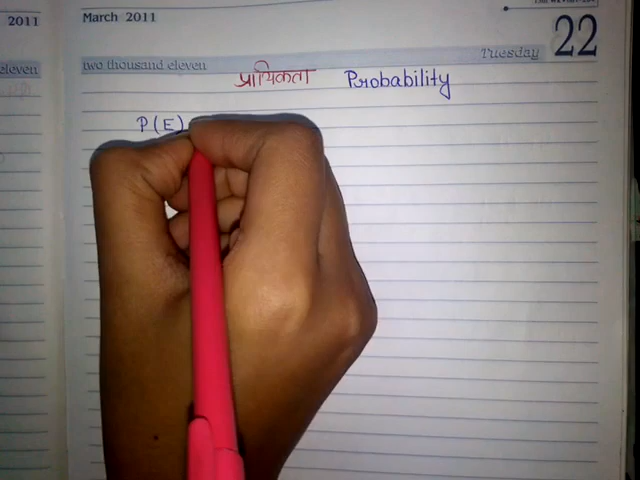 2011
March 2011
22
eleven
two thousand eleven
Tuesday
प्रायिकता Probability
P(E)